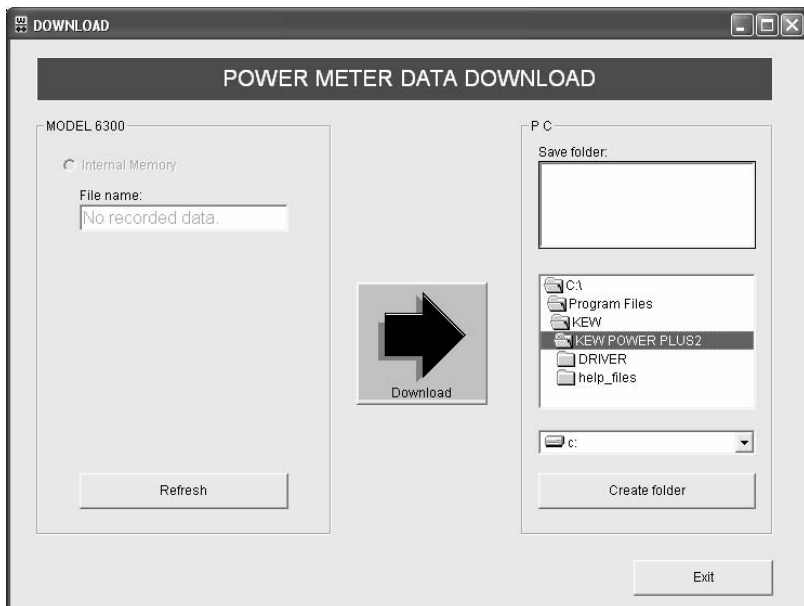 DOWNLOAD
POWER METER DATA DOWNLOAD
MODEL 6300
Internal Memory
File name:
No recorded data.
Refresh
Download
P C
Save folder:
C:\
Program Files
KEW
KEW POWER PLUS2
DRIVER
help_files
c:
Create folder
Exit